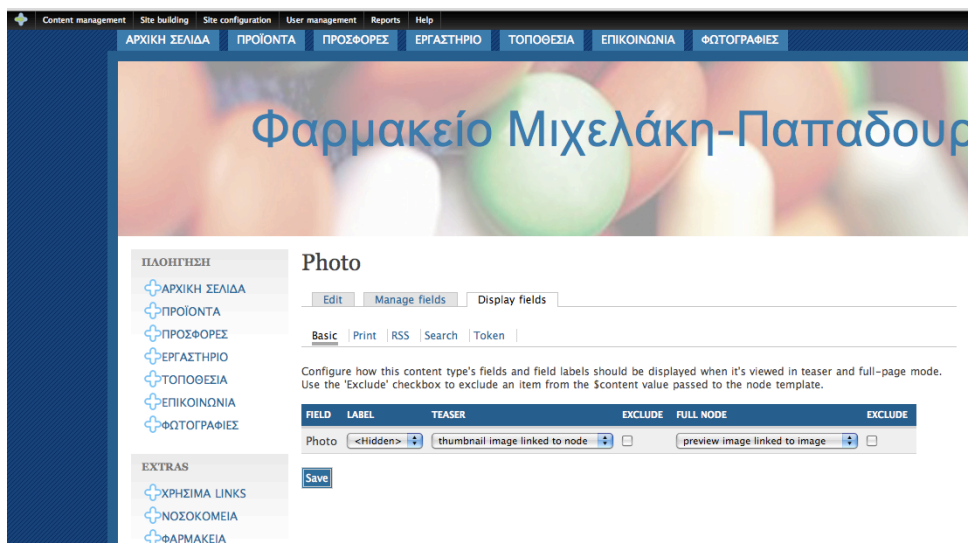 Content management Site building Site configuration User management Reports Help
ΑΡΧΙΚΗ ΣΕΛΙΔΑ ΠΡΟΪΟΝΤΑ ΠΡΟΣΦΟΡΕΣ ΕΡΓΑΣΤΗΡΙΟ ΤΟΠΟΘΕΣΙΑ ΕΠΙΚΟΙΝΩΝΙΑ ΦΩΤΟΓΡΑΦΙΕΣ
Φαρμακείο Μιχελάκη-Παπαδουρ
ΠΛΟΗΓΗΣΗ
ΑΡΧΙΚΗ ΣΕΛΙΔΑ
ΠΡΟΪΟΝΤΑ
ΠΡΟΣΦΟΡΕΣ
ΕΡΓΑΣΤΗΡΙΟ
ΤΟΠΟΘΕΣΙΑ
ΕΠΙΚΟΙΝΩΝΙΑ
ΦΩΤΟΓΡΑΦΙΕΣ
EXTRAS
ΧΡΗΣΙΜΑ LINKS
ΝΟΣΟΚΟΜΕΙΑ
ΦΑΡΜΑΚΕΙΑ
Photo
Edit Manage fields Display fields
Basic Print RSS Search Token
Configure how this content type's fields and field labels should be displayed when it's viewed in teaser and full-page mode.
Use the 'Exclude' checkbox to exclude an item from the $content value passed to the node template.
FIELD LABEL TEASER EXCLUDE FULL NODE EXCLUDE
Photo <Hidden> thumbnail image linked to node preview image linked to image
Save